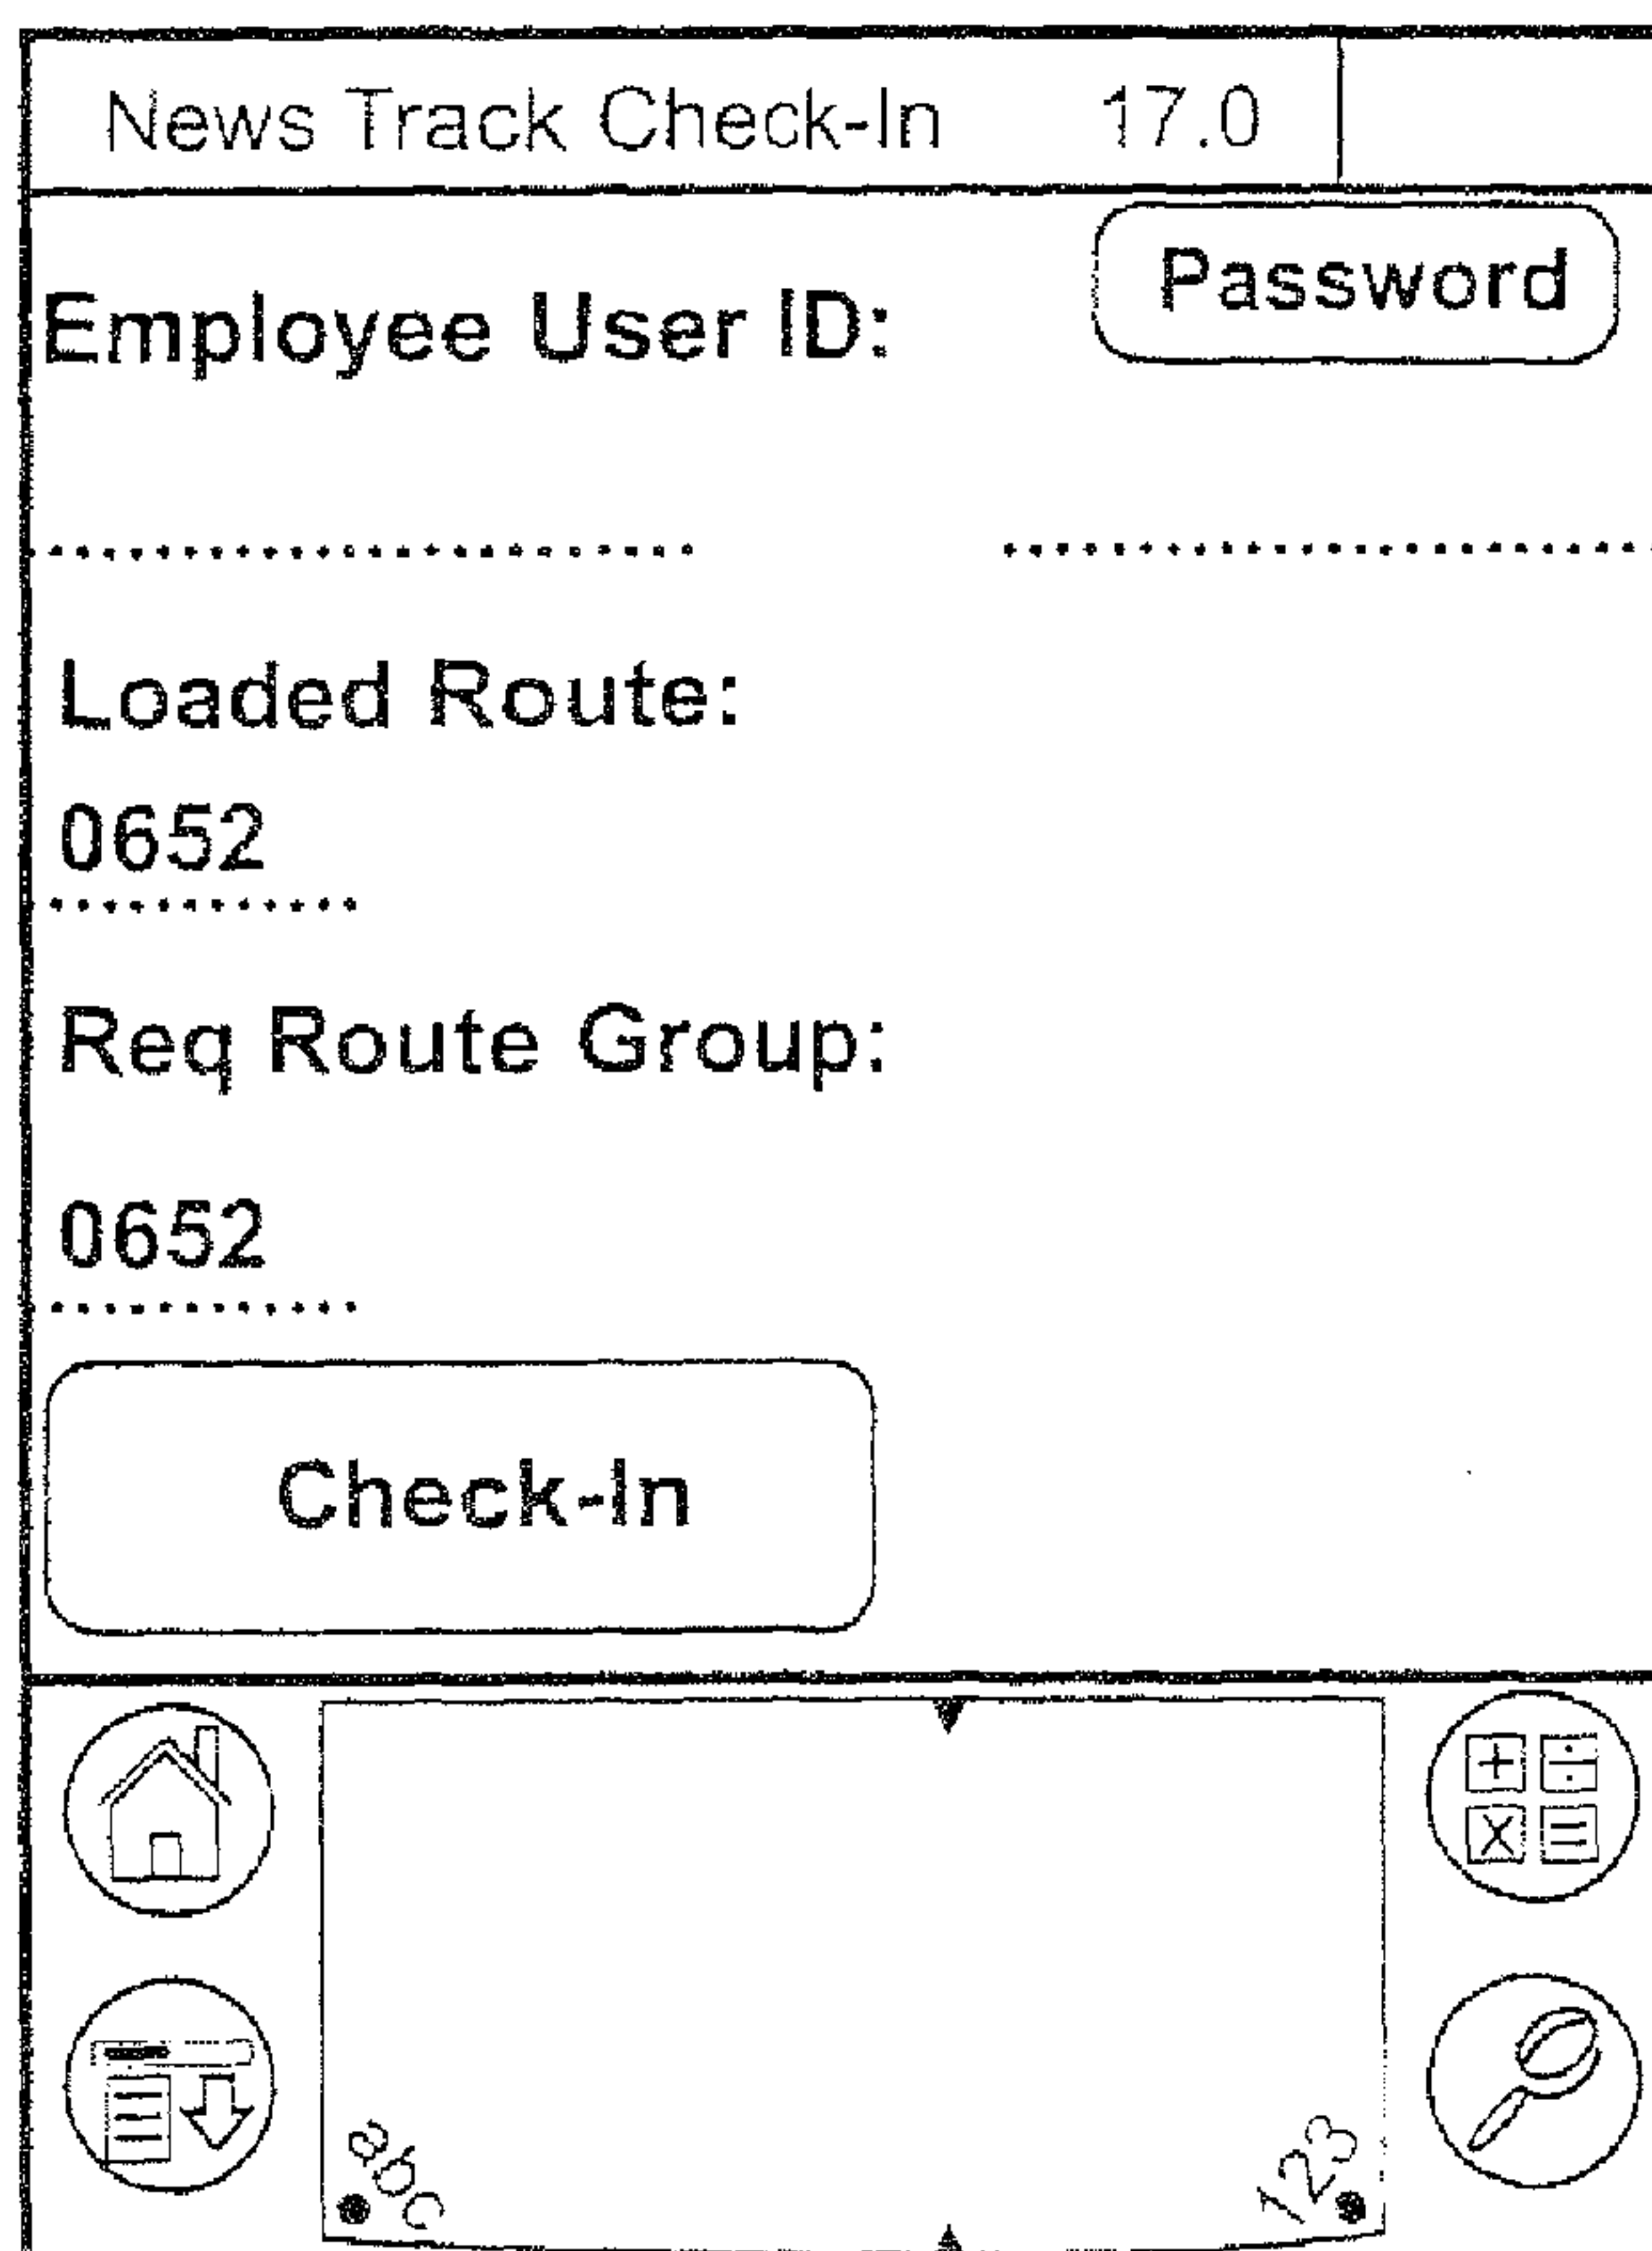 News Track Check-In 17.0
Password
Employee User ID:
Loaded Route:
0652
Req Route Group:
0652
Check-In
abc 123